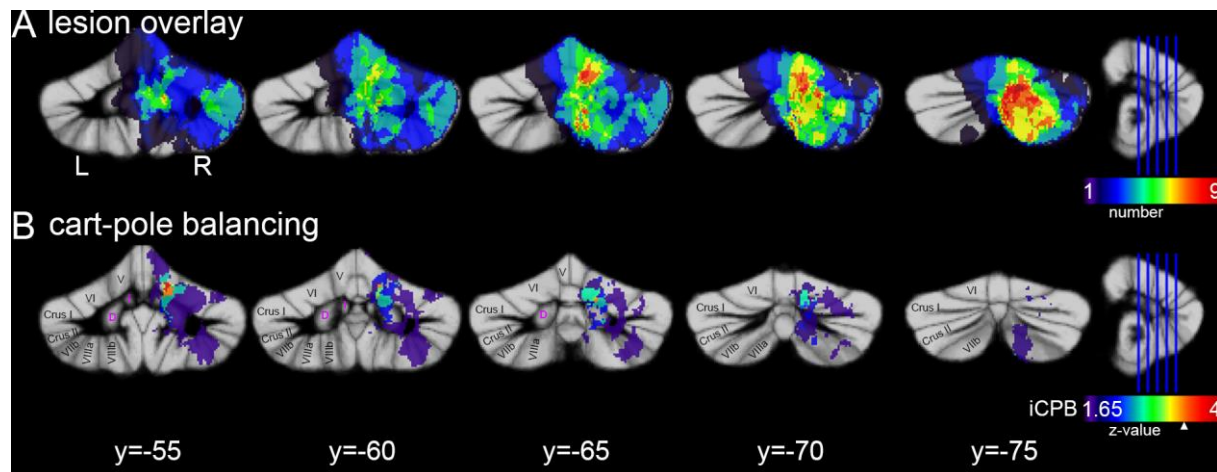 A lesion overlay
L R
1 9
number
B cart-pole balancing
V V V
VI VI VI VI VI
Crus I Crus I Crus I Crus I Crus I
D I D I D
Crus II Crus II Crus II Crus II Crus II
VIIb VIIIa VIIIb VIIb VIIIa VIIIb VIIb VIIIa VIIb VIIIa VIIb
iCPB 1.65 4
z-value
y=-55 y=-60 y=-65 y=-70 y=-75